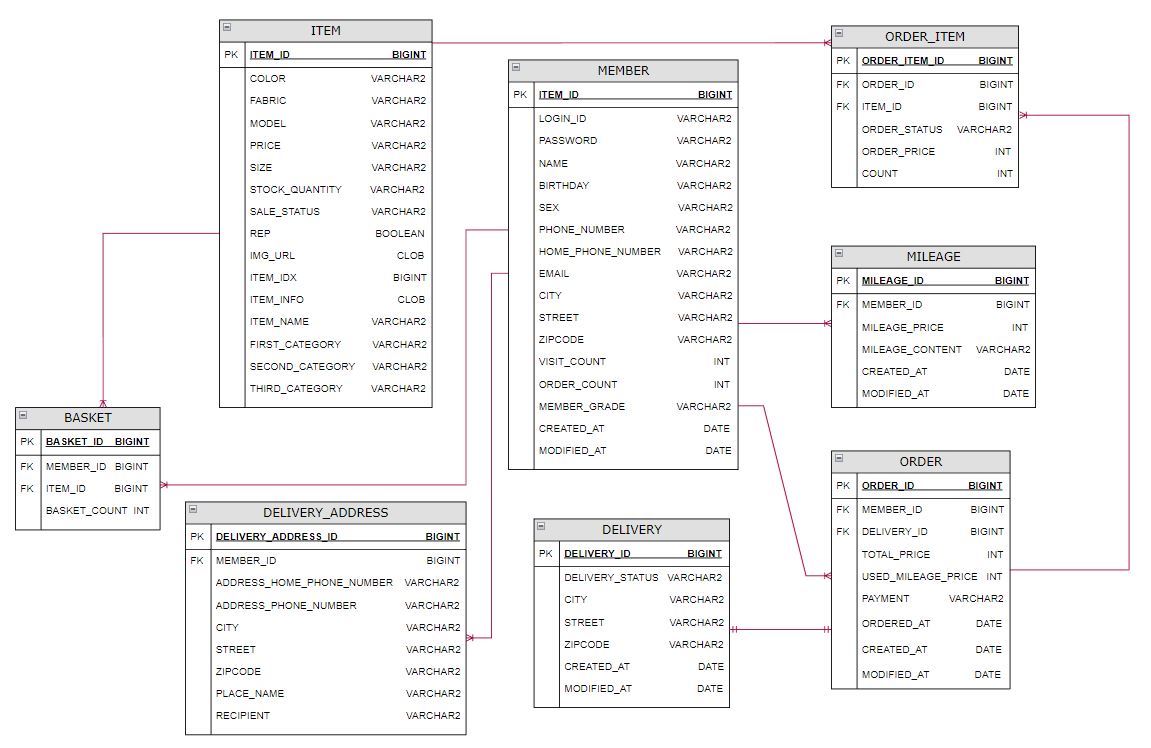 ITEM
PK ITEM_ID BIGINT
COLOR VARCHAR2
FABRIC VARCHAR2
MODEL VARCHAR2
PRICE VARCHAR2
SIZE VARCHAR2
STOCK_QUANTITY VARCHAR2
SALE_STATUS VARCHAR2
REP BOOLEAN
IMG_URL CLOB
ITEM_IDX BIGINT
ITEM_INFO CLOB
ITEM_NAME VARCHAR2
FIRST_CATEGORY VARCHAR2
SECOND_CATEGORY VARCHAR2
THIRD_CATEGORY VARCHAR2
MEMBER
PK ITEM_ID BIGINT
LOGIN_ID VARCHAR2
PASSWORD VARCHAR2
NAME VARCHAR2
BIRTHDAY VARCHAR2
SEX VARCHAR2
PHONE_NUMBER VARCHAR2
HOME_PHONE_NUMBER VARCHAR2
EMAIL VARCHAR2
CITY VARCHAR2
STREET VARCHAR2
ZIPCODE VARCHAR2
VISIT_COUNT INT
ORDER_COUNT INT
MEMBER_GRADE VARCHAR2
CREATED_AT DATE
MODIFIED_AT DATE
ORDER_ITEM
PK ORDER_ITEM_ID BIGINT
FK ORDER_ID BIGINT
FK ITEM_ID BIGINT
ORDER_STATUS VARCHAR2
ORDER_PRICE INT
COUNT INT
MILEAGE
PK MILEAGE_ID BIGINT
FK MEMBER_ID BIGINT
MILEAGE_PRICE INT
MILEAGE_CONTENT VARCHAR2
CREATED_AT DATE
MODIFIED_AT DATE
BASKET
PK BASKET_ID BIGINT
FK MEMBER_ID BIGINT
FK ITEM_ID BIGINT
BASKET_COUNT INT
DELIVERY_ADDRESS
PK DELIVERY_ADDRESS_ID BIGINT
FK MEMBER_ID BIGINT
ADDRESS_HOME_PHONE_NUMBER VARCHAR2
ADDRESS_PHONE_NUMBER VARCHAR2
CITY VARCHAR2
STREET VARCHAR2
ZIPCODE VARCHAR2
PLACE_NAME VARCHAR2
RECIPIENT VARCHAR2
DELIVERY
PK DELIVERY_ID BIGINT
DELIVERY_STATUS VARCHAR2
CITY VARCHAR2
STREET VARCHAR2
ZIPCODE VARCHAR2
CREATED_AT DATE
MODIFIED_AT DATE
ORDER
PK ORDER_ID BIGINT
FK MEMBER_ID BIGINT
FK DELIVERY_ID BIGINT
TOTAL_PRICE INT
USED_MILEAGE_PRICE INT
PAYMENT VARCHAR2
ORDERED_AT DATE
CREATED_AT DATE
MODIFIED_AT DATE